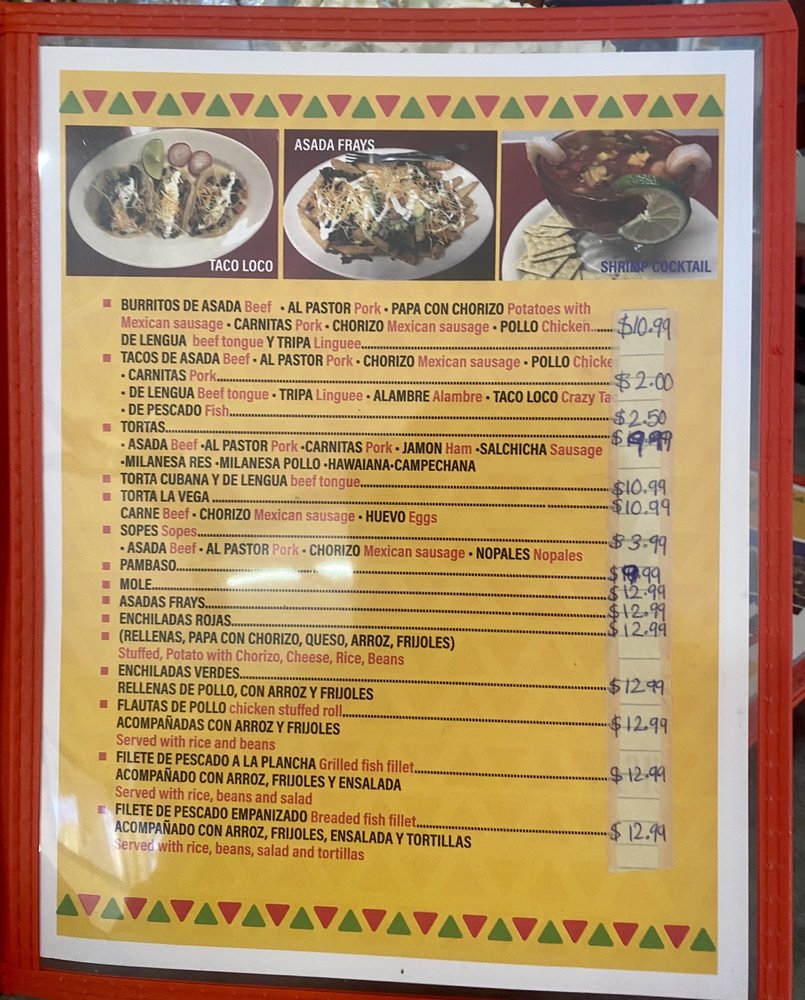 ASADA FRAYS
TACO LOCO
SHRIMP COCKTAIL
BURRITOS DE ASADA Beef • AL PASTOR Pork • PAPA CON CHORIZO Potatoes with
Mexican sausage • CARNITAS Pork • CHORIZO Mexican sausage • POLLO Chicken $10.99
DE LENGUA beef tongue Y TRIPA Linguee
TACOS DE ASADA Beef • AL PASTOR Pork • CHORIZO Mexican sausage • POLLO Chicke
• CARNITAS Pork $2.00
• DE LENGUA Beef tongue • TRIPA Linguee • ALAMBRE Alambre • TACO LOCO Crazy Ta
• DE PESCADO Fish $2.50
TORTAS $9.99
• ASADA Beef •AL PASTOR Pork •CARNITAS Pork • JAMON Ham •SALCHICHA Sausage
•MILANESA RES •MILANESA POLLO •HAWAIANA•CAMPECHANA
TORTA CUBANA Y DE LENGUA beef tongue $10.99
TORTA LA VEGA $10.99
CARNE Beef • CHORIZO Mexican sausage • HUEVO Eggs
SOPES Sopes $3.99
• ASADA Beef • AL PASTOR Pork • CHORIZO Mexican sausage • NOPALES Nopales
PAMBASO $9.99
MOLE $12.99
ASADAS FRAYS $12.99
ENCHILADAS ROJAS $12.99
(RELLENAS, PAPA CON CHORIZO, QUESO, ARROZ, FRIJOLES)
Stuffed, Potato with Chorizo, Cheese, Rice, Beans
ENCHILADAS VERDES $12.99
RELLENAS DE POLLO, CON ARROZ Y FRIJOLES
FLAUTAS DE POLLO chicken stuffed roll $12.99
ACOMPAÑADAS CON ARROZ Y FRIJOLES
Served with rice and beans
FILETE DE PESCADO A LA PLANCHA Grilled fish fillet $12.99
ACOMPAÑADO CON ARROZ, FRIJOLES Y ENSALADA
Served with rice, beans and salad
FILETE DE PESCADO EMPANIZADO Breaded fish fillet $12.99
ACOMPAÑADO CON ARROZ, FRIJOLES, ENSALADA Y TORTILLAS
Served with rice, beans, salad and tortillas